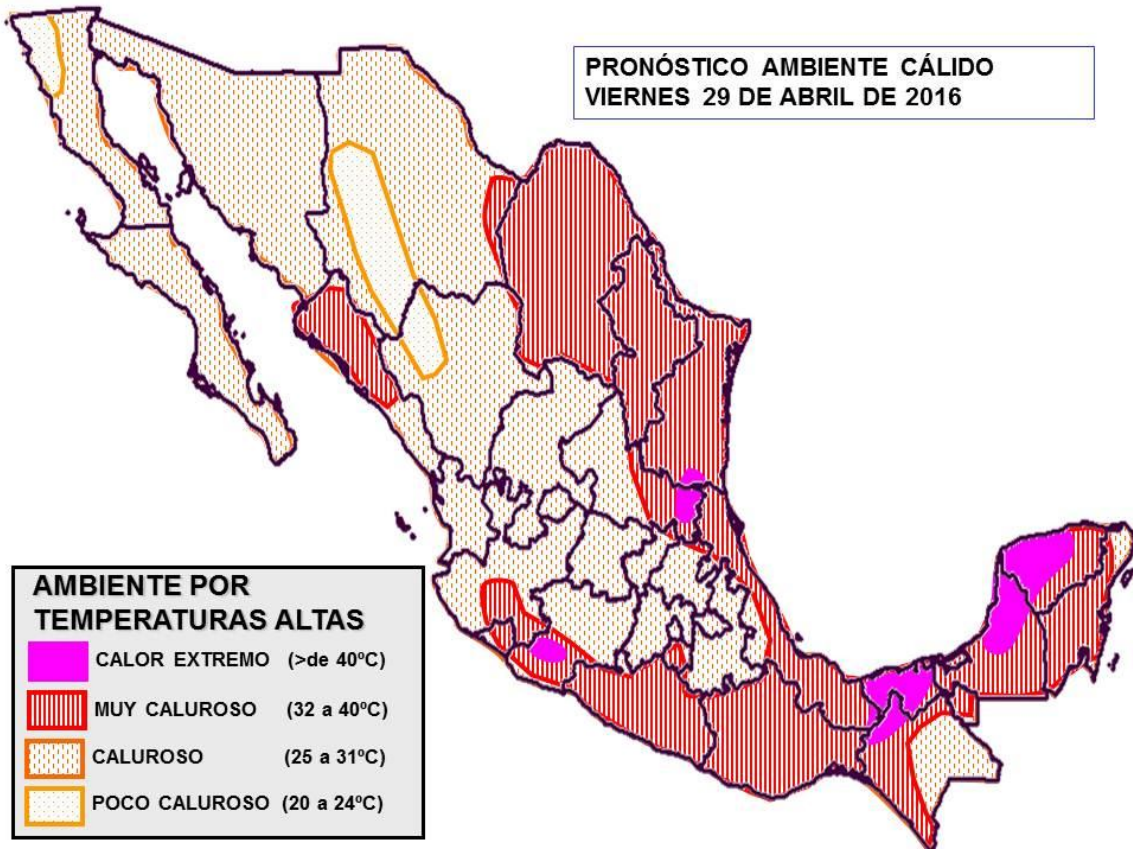 PRONÓSTICO AMBIENTE CÁLIDO
VIERNES 29 DE ABRIL DE 2016
AMBIENTE POR
TEMPERATURAS ALTAS
CALOR EXTREMO (>de 40ºC)
MUY CALUROSO (32 a 40ºC)
CALUROSO (25 a 31ºC)
POCO CALUROSO (20 a 24ºC)